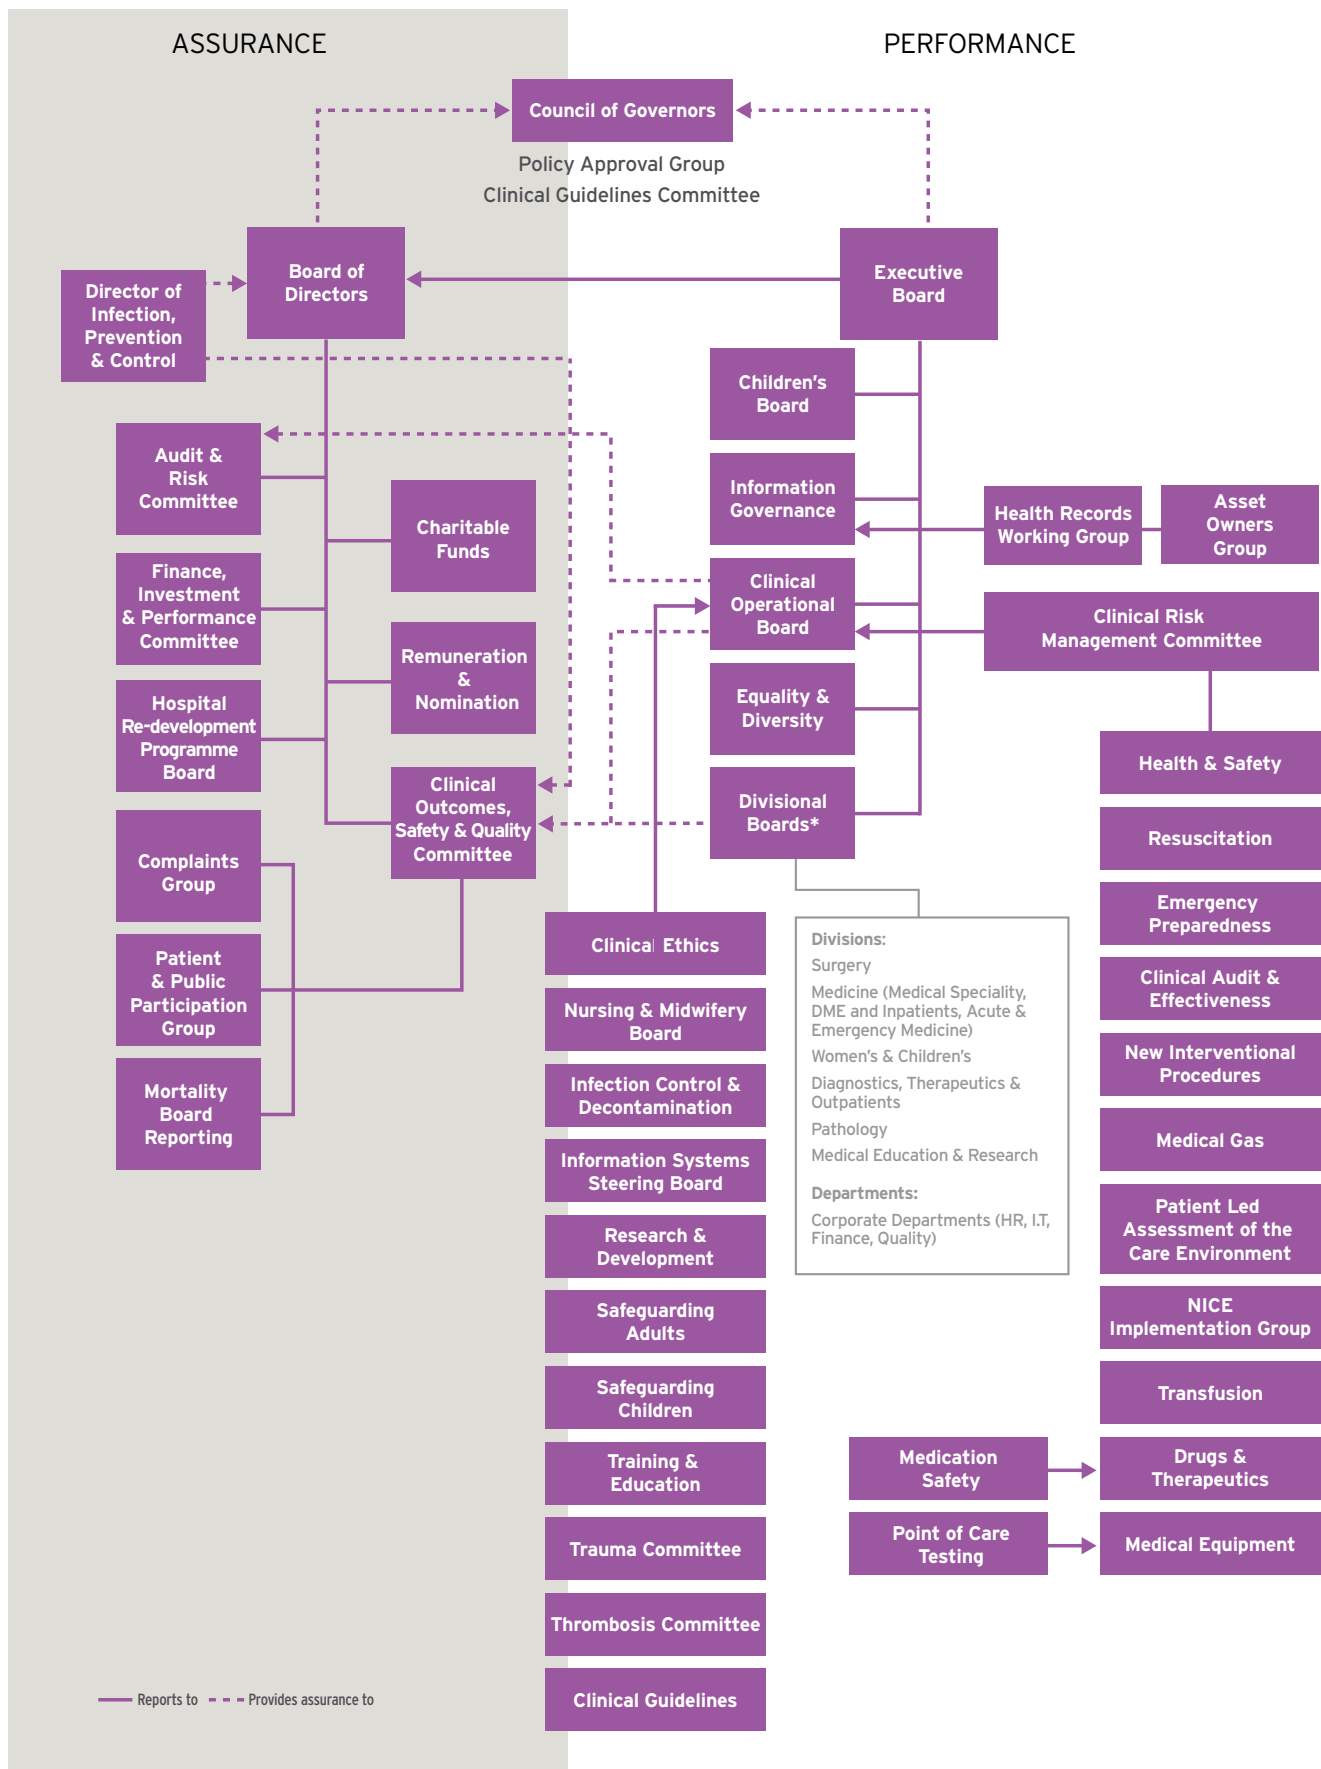 ASSURANCE
PERFORMANCE
Council of Governors
Policy Approval Group
Clinical Guidelines Committee
Board of
Directors
Executive
Board
Director of
Infection,
Prevention
& Control
Children's
Board
Audit &
Risk
Committee
Information
Governance
Health Records
Working Group
Asset
Owners
Group
Charitable
Funds
Finance,
Investment
& Performance
Committee
Clinical
Operational
Board
Clinical Risk
Management Committee
Remuneration
&
Nomination
Equality &
Diversity
Hospital
Re-development
Programme
Board
Clinical
Outcomes,
Safety & Quality
Committee
Divisional
Boards*
Complaints
Group
Patient
& Public
Participation
Group
Mortality
Board
Reporting
Clinical Ethics
Nursing & Midwifery
Board
Infection Control &
Decontamination
Information Systems
Steering Board
Research &
Development
Safeguarding
Adults
Safeguarding
Children
Training &
Education
Trauma Committee
Thrombosis Committee
Clinical Guidelines
Divisions:
Surgery
Medicine (Medical Speciality,
DME and Inpatients, Acute &
Emergency Medicine)
Women's & Children's
Diagnostics, Therapeutics &
Outpatients
Pathology
Medical Education & Research
Departments:
Corporate Departments (HR, I.T,
Finance, Quality)
Health & Safety
Resuscitation
Emergency
Preparedness
Clinical Audit &
Effectiveness
New Interventional
Procedures
Medical Gas
Patient Led
Assessment of the
Care Environment
NICE
Implementation Group
Transfusion
Medication
Safety
Drugs &
Therapeutics
Point of Care
Testing
Medical Equipment
Reports to
Provides assurance to